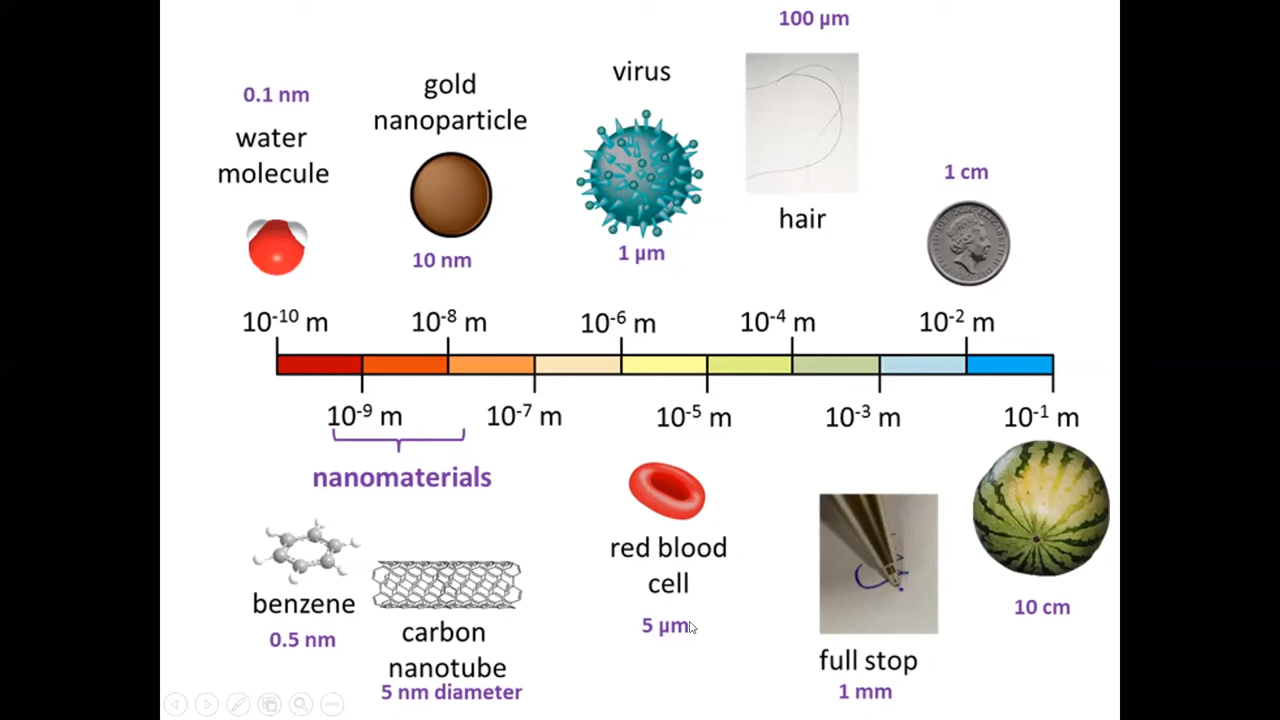 100 µm
virus
gold
nanoparticle
0.1 nm
water
molecule
1 cm
hair
1 µm
10 nm
10⁻¹⁰ m
10⁻⁸ m
10⁻⁶ m
10⁻⁴ m
10⁻² m
10⁻⁹ m
10⁻⁷ m
10⁻⁵ m
10⁻³ m
10⁻¹ m
nanomaterials
red blood
cell
5 µm
benzene
0.5 nm
carbon
nanotube
5 nm diameter
10 cm
full stop
1 mm